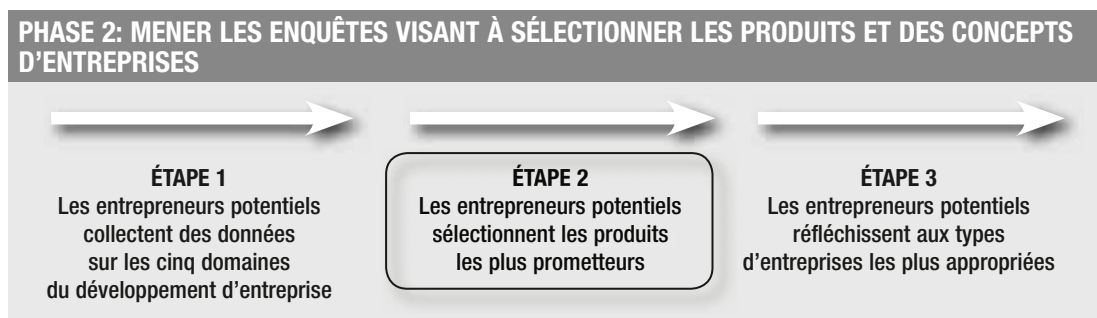 PHASE 2: MENER LES ENQUÊTES VISANT À SÉLECTIONNER LES PRODUITS ET DES CONCEPTS
D’ENTREPRISES
ÉTAPE 1
Les entrepreneurs potentiels
collectent des données
sur les cinq domaines
du développement d’entreprise
ÉTAPE 2
Les entrepreneurs potentiels
sélectionnent les produits
les plus prometteurs
ÉTAPE 3
Les entrepreneurs potentiels
réfléchissent aux types
d’entreprises les plus appropriées